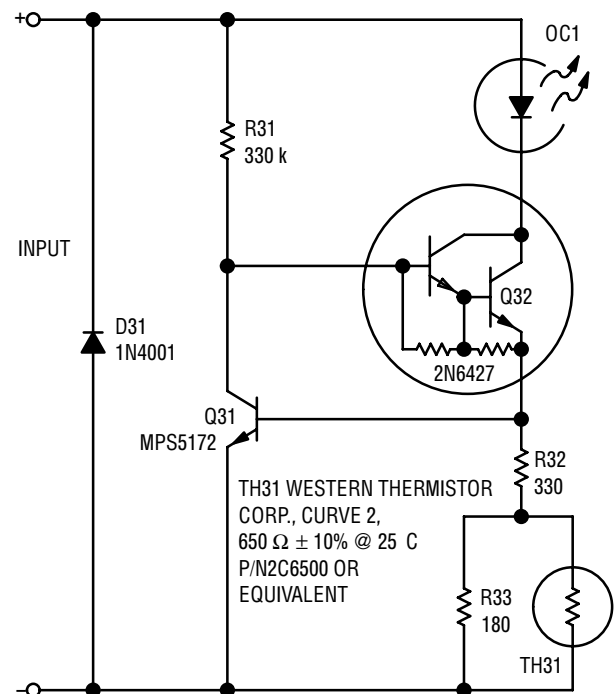 +
OC1
R31
330 k
INPUT
Q32
D31
1N4001
2N6427
Q31
MPS5172
R32
330
TH31 WESTERN THERMISTOR
CORP., CURVE 2,
650 Ω ± 10% @ 25 C
P/N2C6500 OR
EQUIVALENT
R33
180
TH31
−